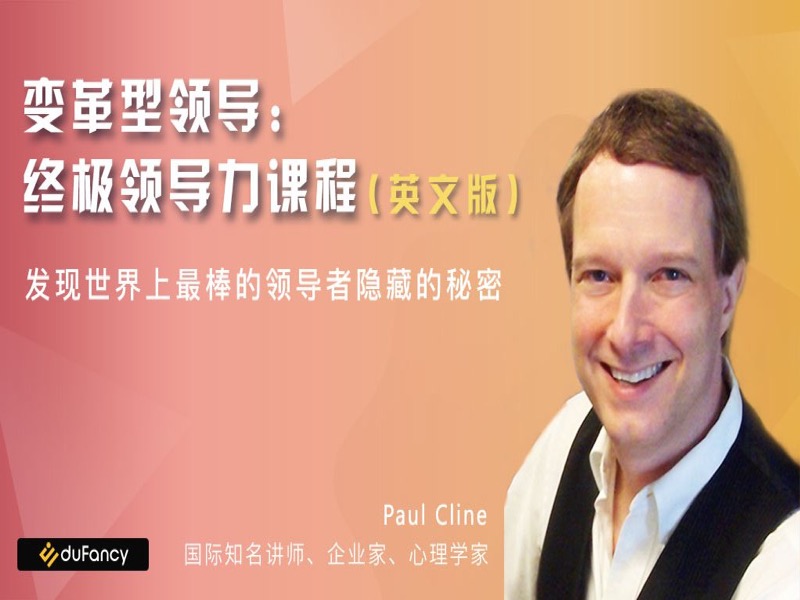 变革型领导：
终极领导力课程（英文版）
发现世界上最棒的领导者隐藏的秘密
Paul Cline
国际知名讲师、企业家、心理学家
duFancy